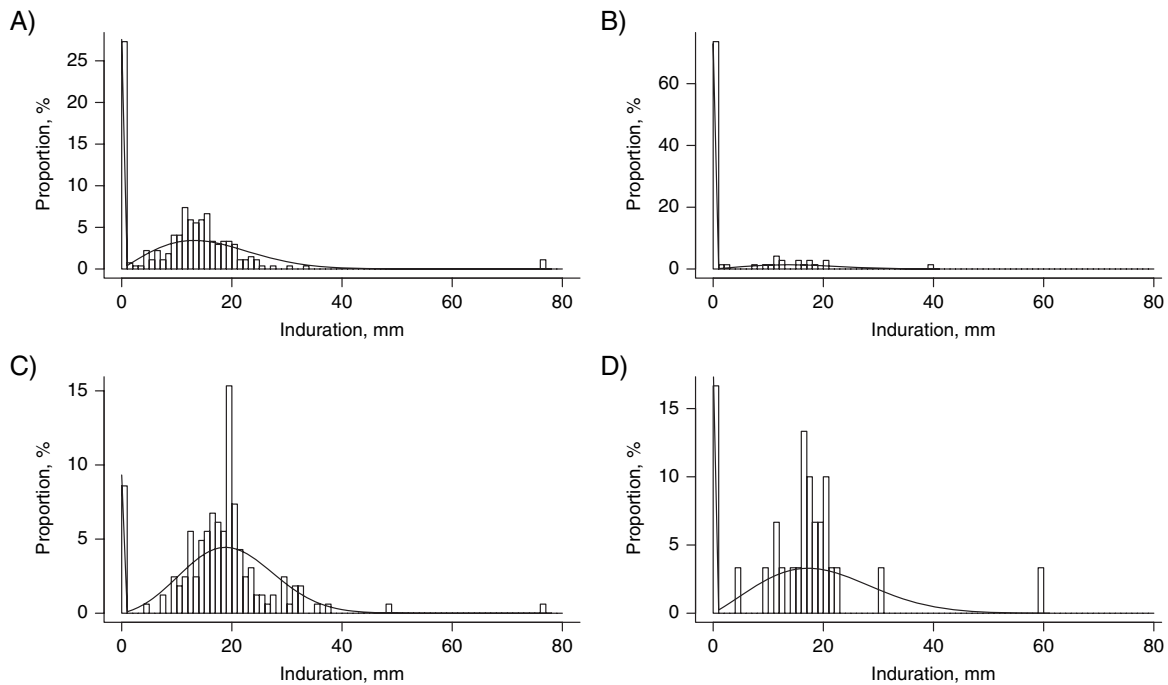 A)
Proportion, %
25
20
15
10
5
0
0 20 40 60 80
Induration, mm
B)
Proportion, %
60
40
20
0
0 20 40 60 80
Induration, mm
C)
Proportion, %
15
10
5
0
0 20 40 60 80
Induration, mm
D)
Proportion, %
15
10
5
0
0 20 40 60 80
Induration, mm